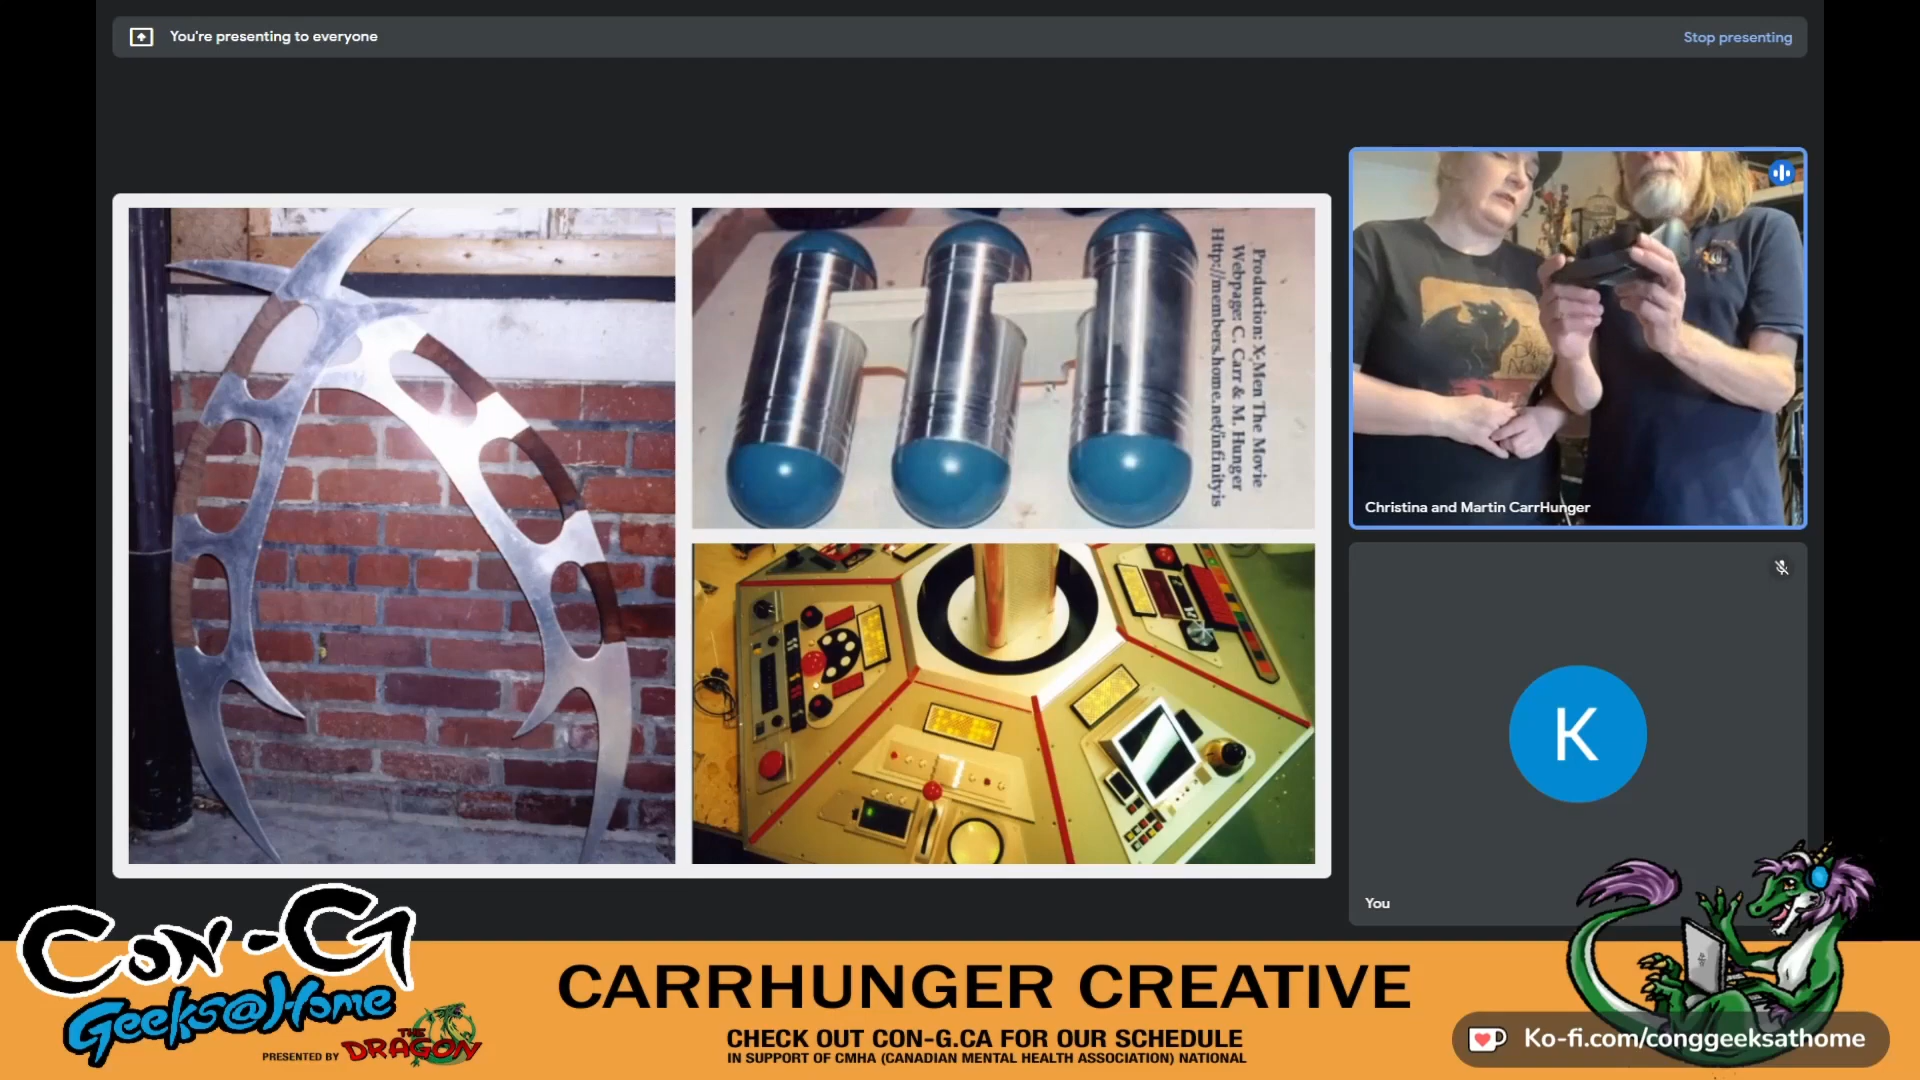 You're presenting to everyone
Stop presenting
Production: X-Men The Movie
Webpage: C. Carr & M. Hunger
Http://members.home.net/infinityis
Christina and Martin CarrHunger
K
You
CON-G
Geeks@Home
PRESENTED BY THE DRAGON
CARRHUNGER CREATIVE
CHECK OUT CON-G.CA FOR OUR SCHEDULE
IN SUPPORT OF CMHA (CANADIAN MENTAL HEALTH ASSOCIATION) NATIONAL
Ko-fi.com/conggeeksathome